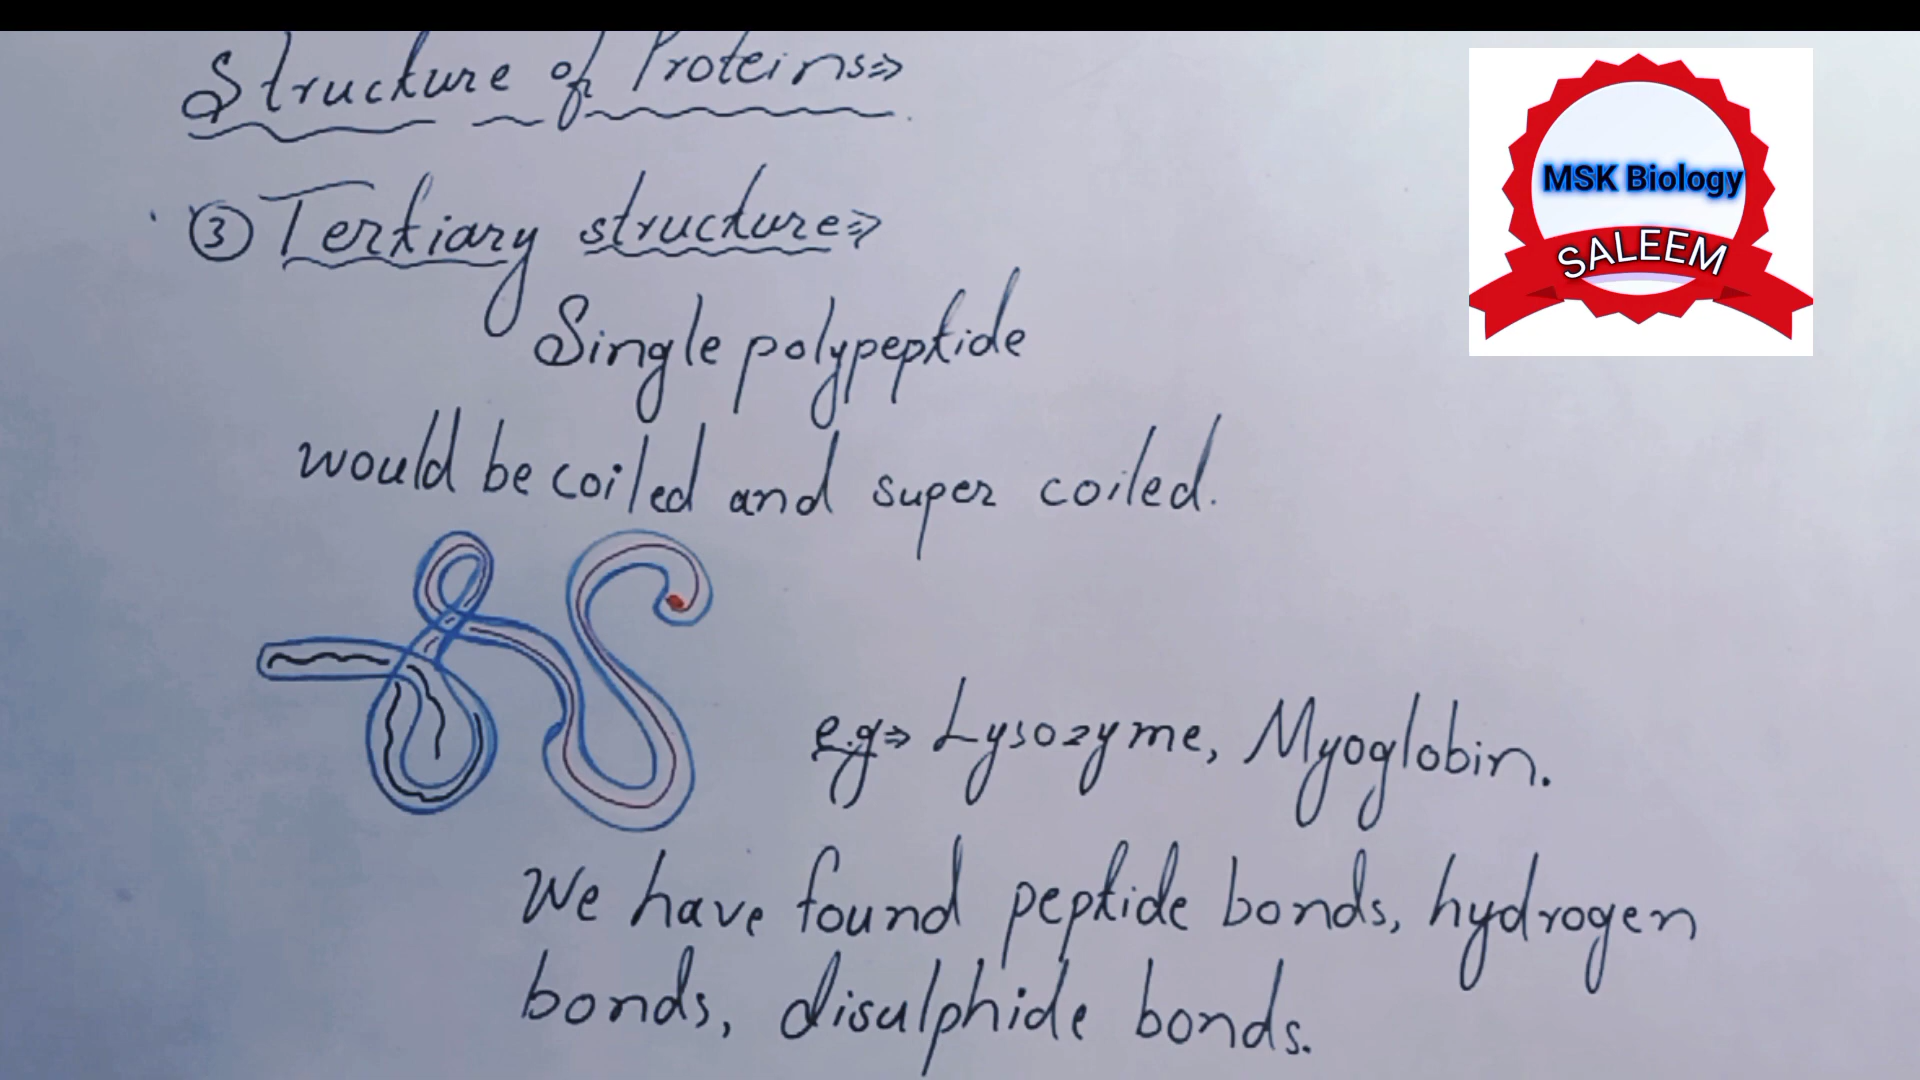 Structure of Proteins⇒
MSK Biology
SALEEM
③ Tertiary structure⇒
Single polypeptide
would be coiled and super coiled.
e.g⇒ Lysozyme, Myoglobin.
We have found peptide bonds, hydrogen
bonds, disulphide bonds.